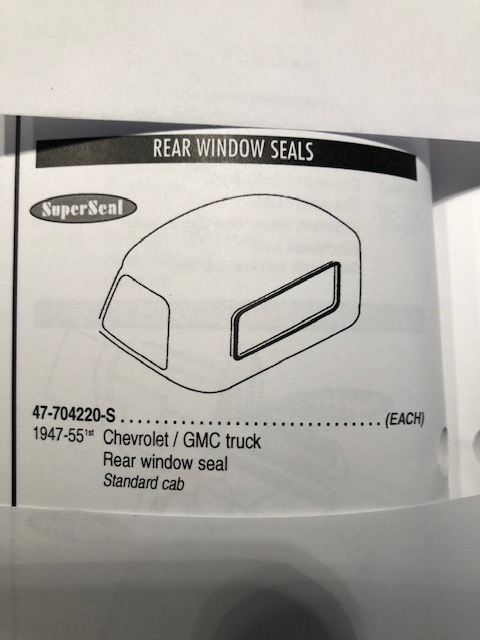 REAR WINDOW SEALS
SuperSeal
47-704220-S ........................................ (EACH)
1947-55 1st Chevrolet / GMC truck
Rear window seal
Standard cab